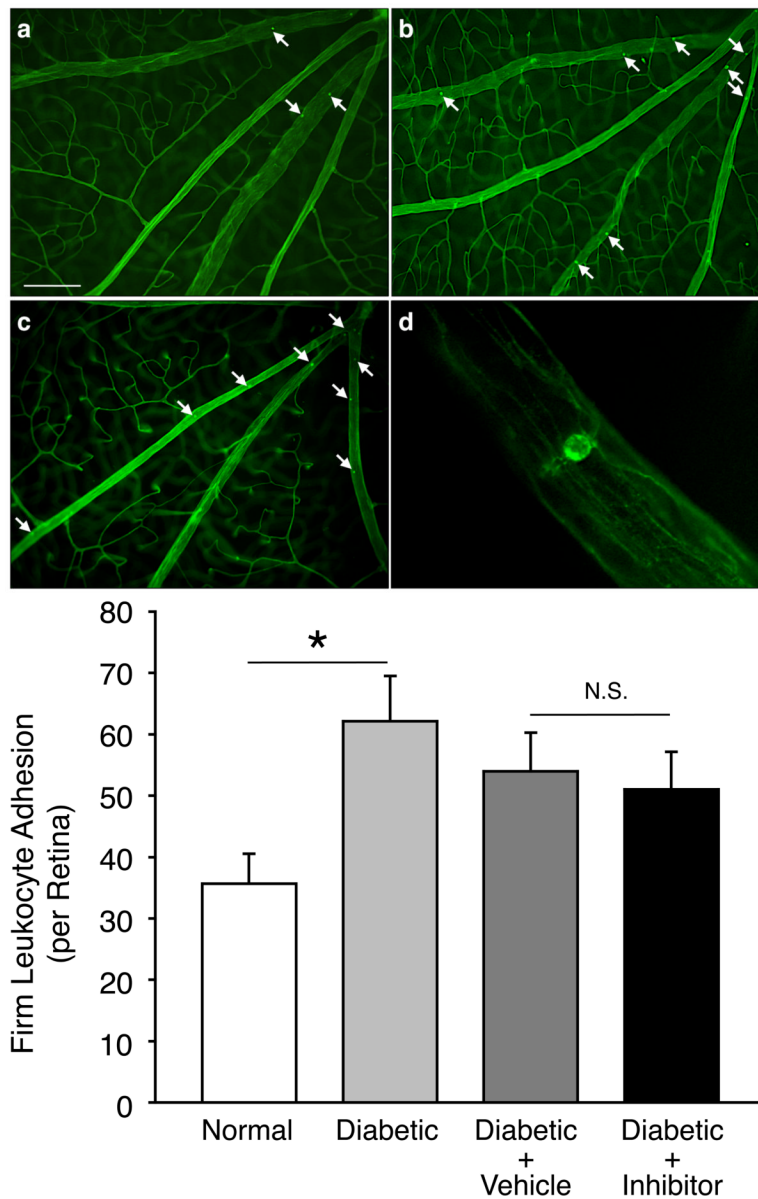 a
b
c
d
80
70
60
50
40
30
20
10
0
Firm Leukocyte Adhesion
(per Retina)
*
N.S.
Normal
Diabetic
Diabetic
+
Vehicle
Diabetic
+
Inhibitor